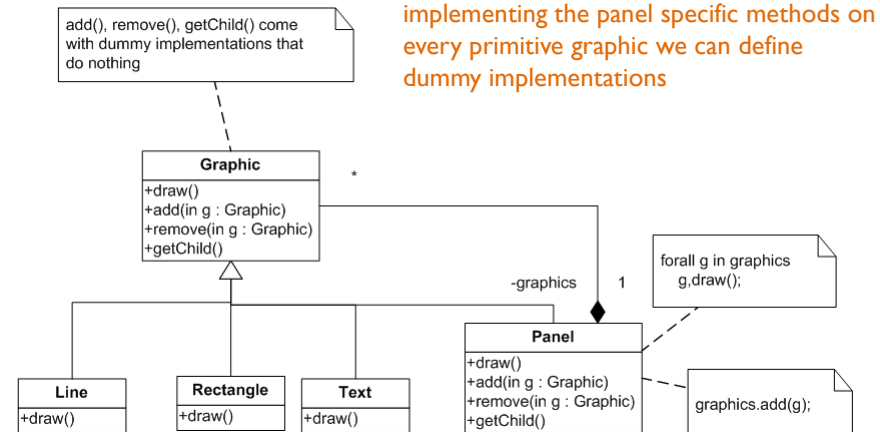 implementing the panel specific methods on
every primitive graphic we can define
dummy implementations
add(), remove(), getChild() come
with dummy implementations that
do nothing
Graphic
+draw()
+add(in g : Graphic)
+remove(in g : Graphic)
+getChild()
*
-graphics
1
forall g in graphics
g,draw();
Panel
+draw()
+add(in g : Graphic)
+remove(in g : Graphic)
+getChild()
graphics.add(g);
Line
+draw()
Rectangle
+draw()
Text
+draw()